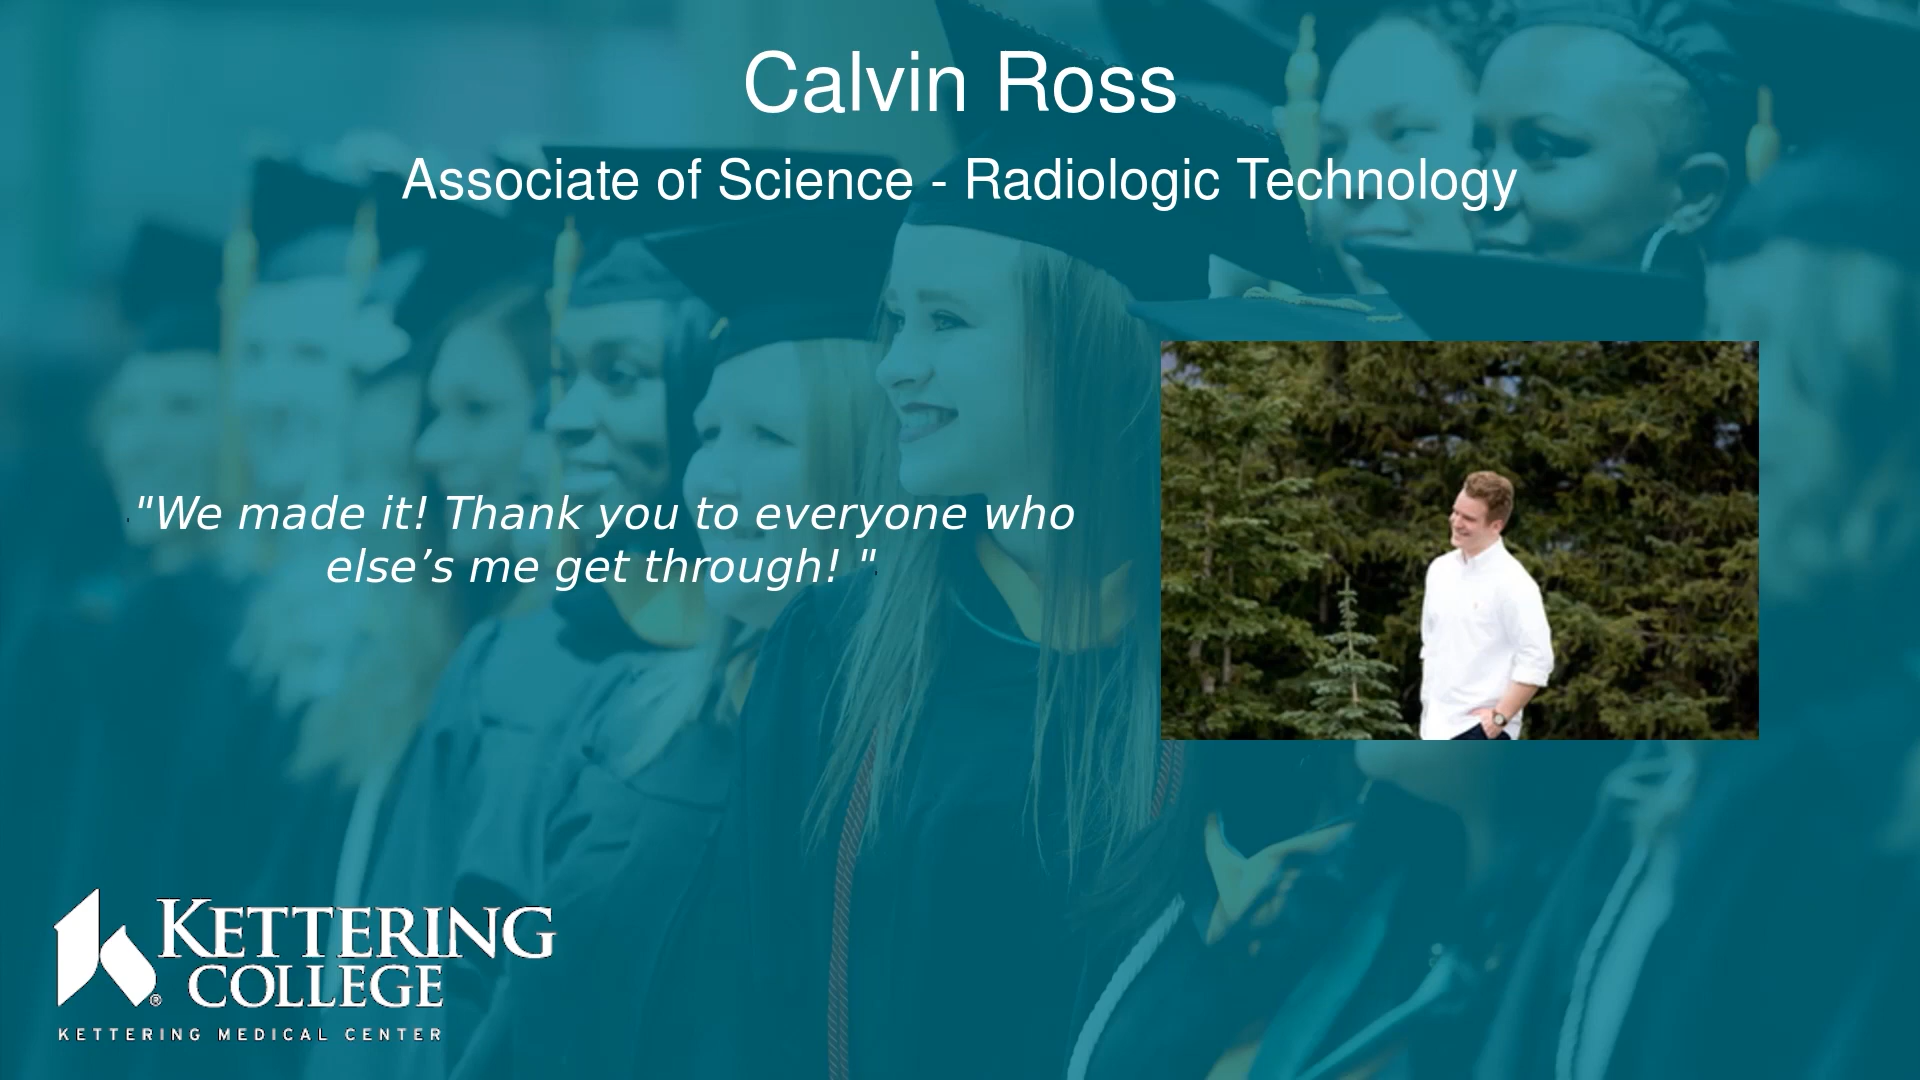 Calvin Ross
Associate of Science - Radiologic Technology
"We made it! Thank you to everyone who
else’s me get through! "
KETTERING
COLLEGE
®
KETTERING MEDICAL CENTER